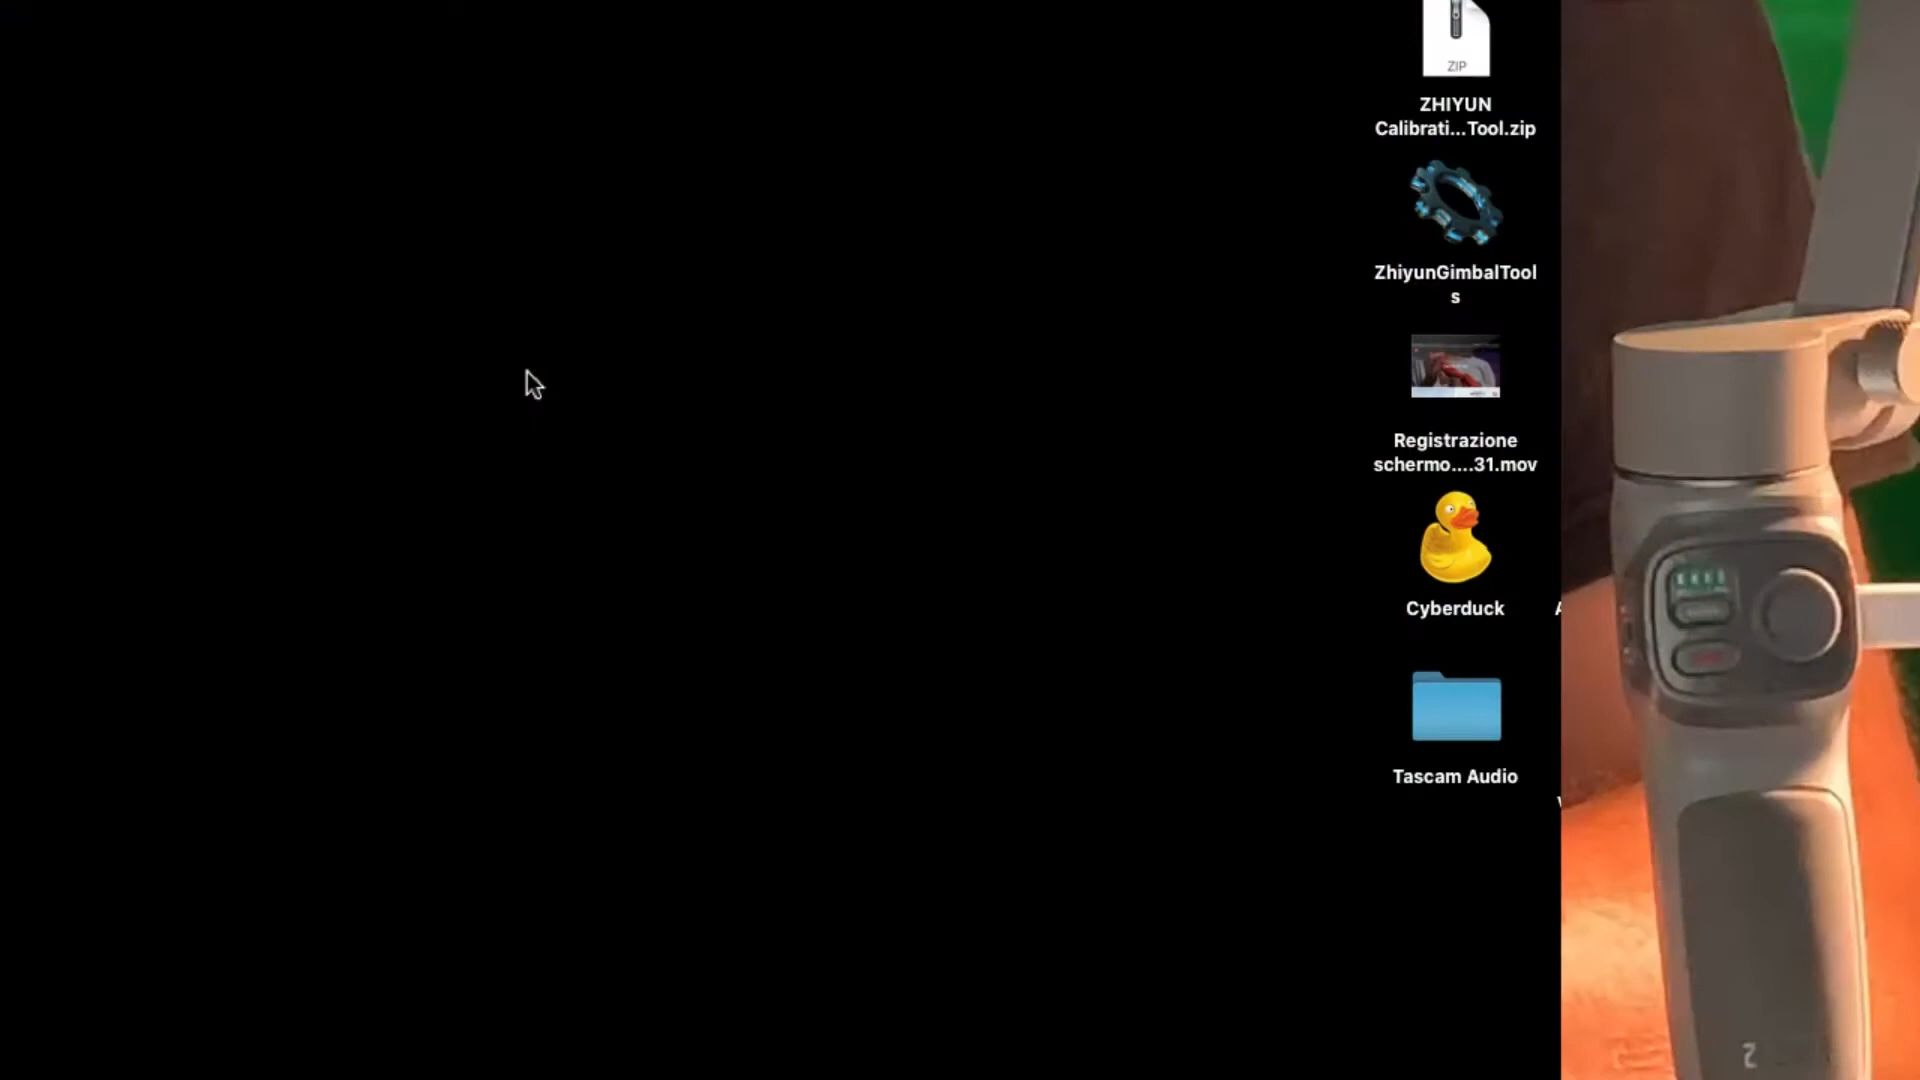 ZIP
ZHIYUN
Calibrati...Tool.zip
ZhiyunGimbalTool
s
Registrazione
schermo....31.mov
Cyberduck
Tascam Audio